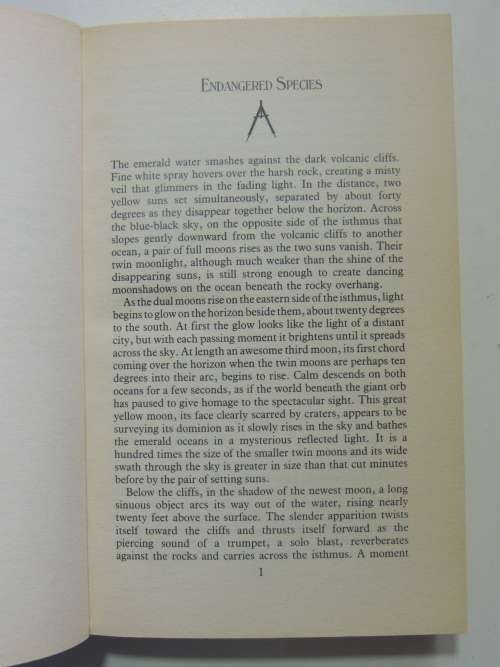 ENDANGERED SPECIES
The emerald water smashes against the dark volcanic cliffs.
Fine white spray hovers over the harsh rock, creating a misty
veil that glimmers in the fading light. In the distance, two
yellow suns set simultaneously, separated by about forty
degrees as they disappear together below the horizon. Across
the blue-black sky, on the opposite side of the isthmus that
slopes gently downward from the volcanic cliffs to another
ocean, a pair of full moons rises as the two suns vanish. Their
twin moonlight, although much weaker than the shine of the
disappearing suns, is still strong enough to create dancing
moonshadows on the ocean beneath the rocky overhang.
As the dual moons rise on the eastern side of the isthmus, light
begins to glow on the horizon beside them, about twenty degrees
to the south. At first the glow looks like the light of a distant
city, but with each passing moment it brightens until it spreads
across the sky. At length an awesome third moon, its first chord
coming over the horizon when the twin moons are perhaps ten
degrees into their arc, begins to rise. Calm descends on both
oceans for a few seconds, as if the world beneath the giant orb
has paused to give homage to the spectacular sight. This great
yellow moon, its face clearly scarred by craters, appears to be
surveying its dominion as it slowly rises in the sky and bathes
the emerald oceans in a mysterious reflected light. It is a
hundred times the size of the smaller twin moons and its wide
swath through the sky is greater in size than that cut minutes
before by the pair of setting suns.
Below the cliffs, in the shadow of the newest moon, a long
sinuous object arcs its way out of the water, rising nearly
twenty feet above the surface. The slender apparition twists
itself toward the cliffs and thrusts itself forward as the
piercing sound of a trumpet, a solo blast, reverberates
against the rocks and carries across the isthmus. A moment
1